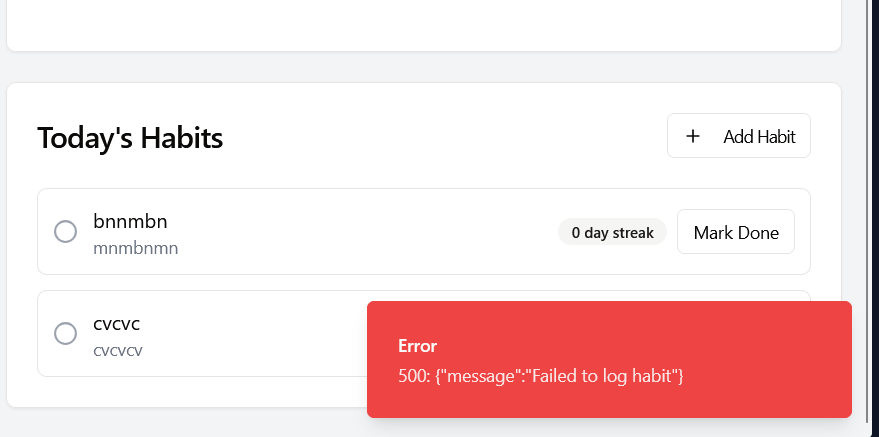 Today's Habits
+ Add Habit
bnnmbn
mnmbnmn
0 day streak
Mark Done
cvcvc
cvcvcv
Error
500: {"message":"Failed to log habit"}